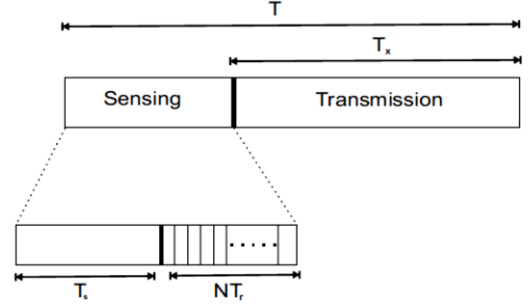 T
Tₓ
Sensing
Transmission
Tₛ
NTᵣ